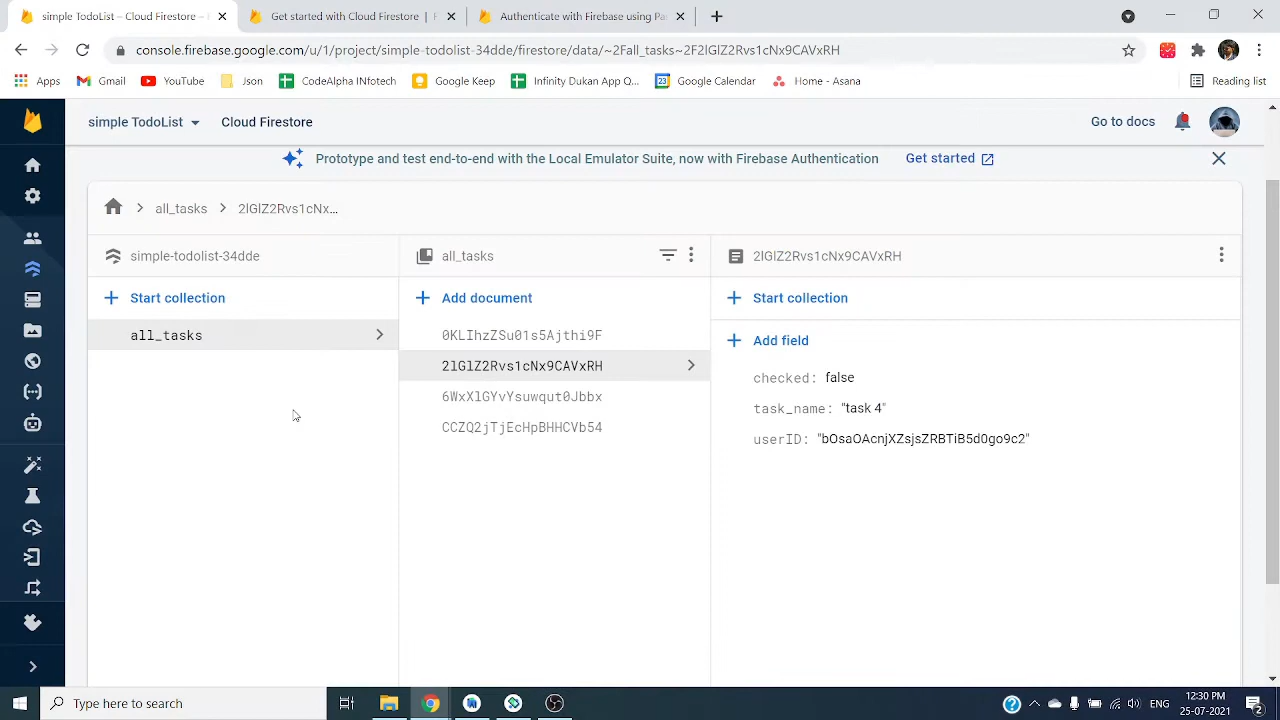 simple TodoList – Cloud Firestore
Get started with Cloud Firestore | F
Authenticate with Firebase using Pa
console.firebase.google.com/u/1/project/simple-todolist-34dde/firestore/data/~2Fall_tasks~2F2lGlZ2Rvs1cNx9CAVxRH
Apps
Gmail
YouTube
Json
CodeAlpha INfotech
Google Keep
Infinity Dukan App Q...
Google Calendar
Home - Asana
Reading list
simple TodoList
Cloud Firestore
Go to docs
Prototype and test end-to-end with the Local Emulator Suite, now with Firebase Authentication
Get started
all_tasks
2lGlZ2Rvs1cNx...
simple-todolist-34dde
all_tasks
2lGlZ2Rvs1cNx9CAVxRH
Start collection
Add document
Start collection
all_tasks
0KLIhzZSu01s5Ajthi9F
2lGlZ2Rvs1cNx9CAVxRH
6WxXlGYvYsuwqut0Jbbx
CCZQ2jTjEcHpBHHCVb54
Add field
checked: false
task_name: "task 4"
userID: "bOsaOAcnjXZsjsZRBTiB5d0go9c2"
Type here to search
ENG
12:30 PM
25-07-2021